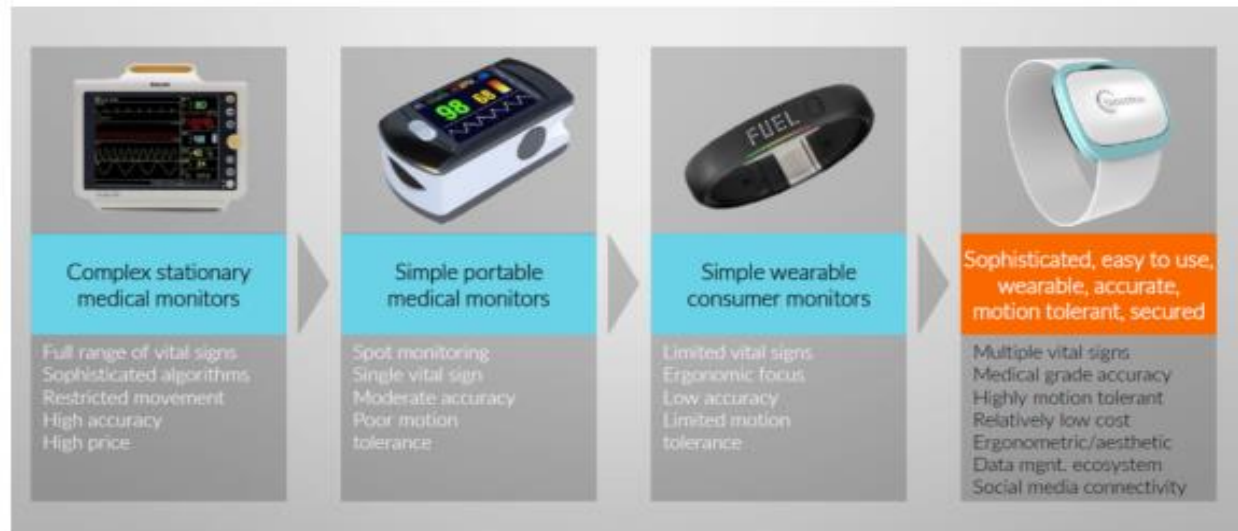 98 68
FUEL
Complex stationary
medical monitors
Full range of vital signs
Sophisticated algorithms
Restricted movement
High accuracy
High price
Simple portable
medical monitors
Spot monitoring
Single vital sign
Moderate accuracy
Poor motion
tolerance
Simple wearable
consumer monitors
Limited vital signs
Ergonomic focus
Low accuracy
Limited motion
tolerance
Sophisticated, easy to use,
wearable, accurate,
motion tolerant, secured
Multiple vital signs
Medical grade accuracy
Highly motion tolerant
Relatively low cost
Ergonometric/aesthetic
Data mgnt. ecosystem
Social media connectivity